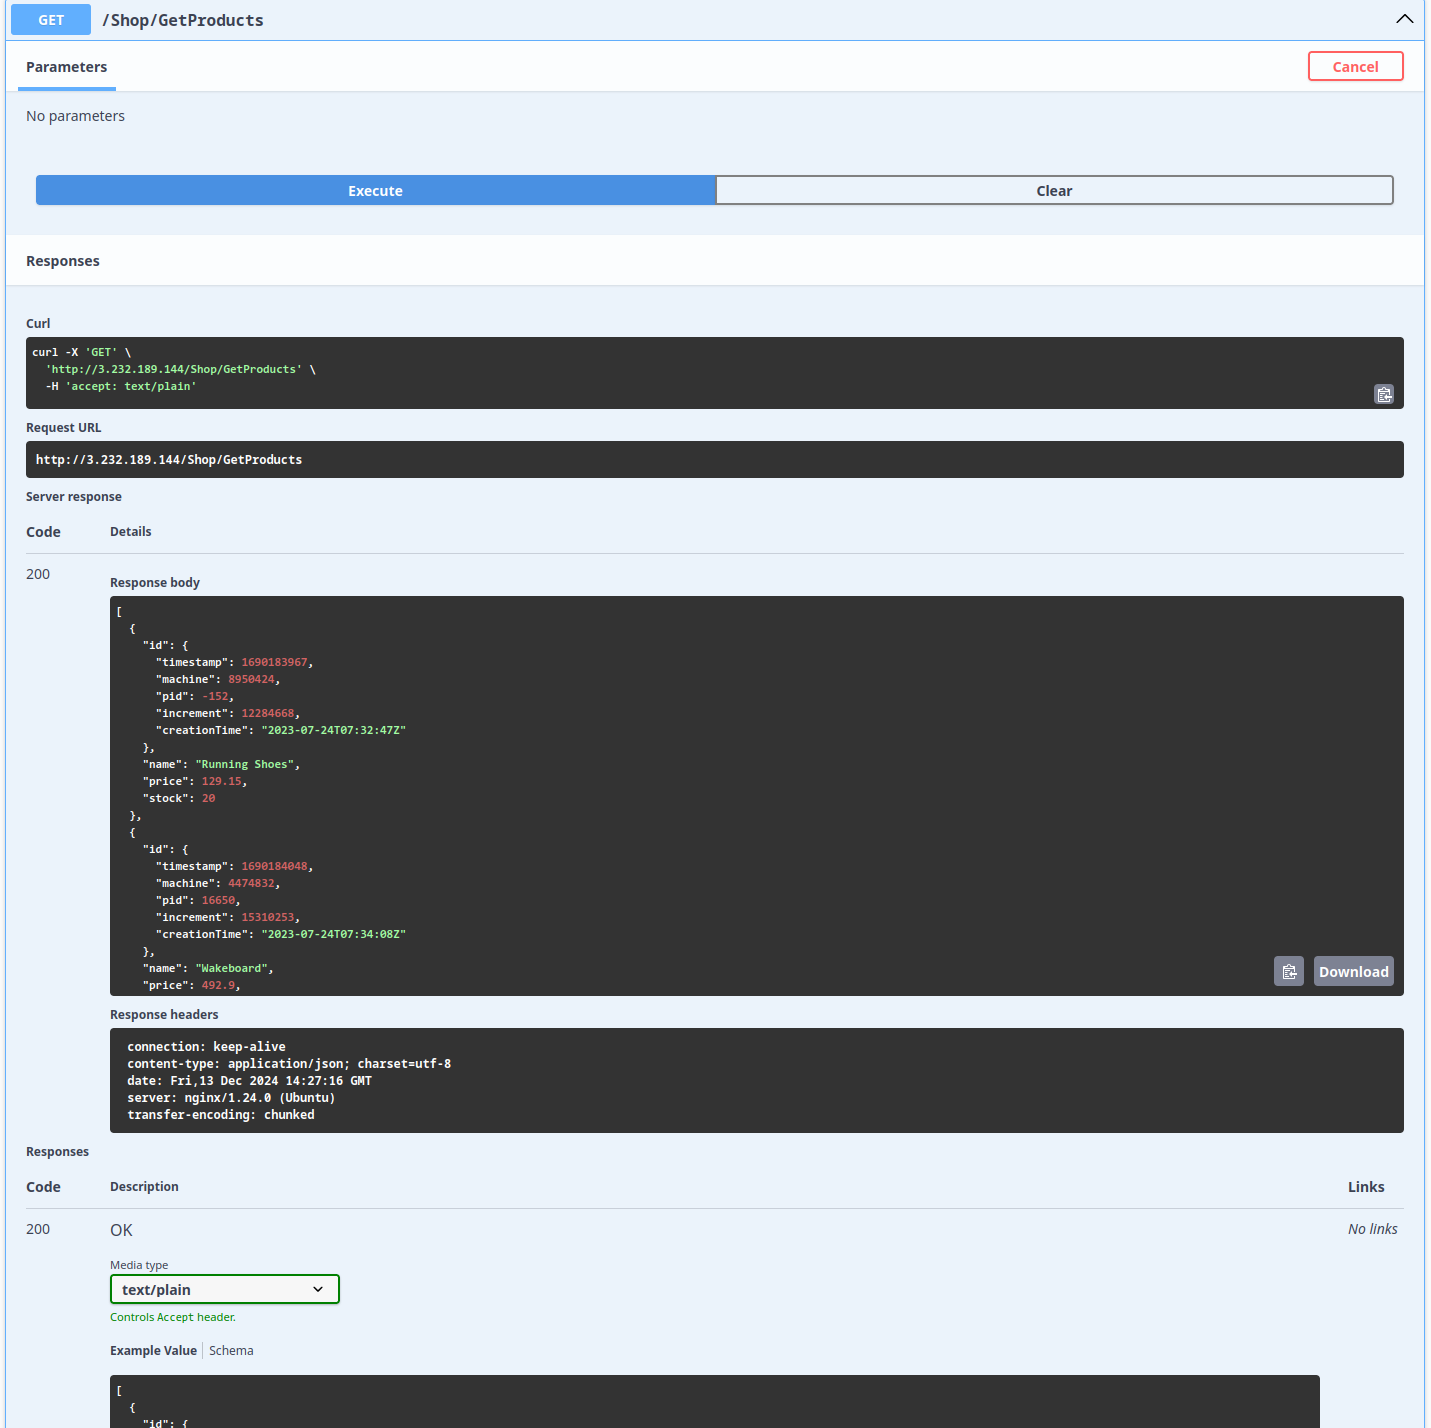 GET /Shop/GetProducts
Parameters
Cancel
No parameters
Execute
Clear
Responses
Curl
curl -X 'GET' \
  'http://3.232.189.144/Shop/GetProducts' \
  -H 'accept: text/plain'
Request URL
http://3.232.189.144/Shop/GetProducts
Server response
Code Details
200
Response body
[
  {
    "id": {
      "timestamp": 1690183967,
      "machine": 8950424,
      "pid": -152,
      "increment": 12284668,
      "creationTime": "2023-07-24T07:32:47Z"
    },
    "name": "Running Shoes",
    "price": 129.15,
    "stock": 20
  },
  {
    "id": {
      "timestamp": 1690184048,
      "machine": 4474832,
      "pid": 16650,
      "increment": 15310253,
      "creationTime": "2023-07-24T07:34:08Z"
    },
    "name": "Wakeboard",
    "price": 492.9,
Download
Response headers
connection: keep-alive
content-type: application/json; charset=utf-8
date: Fri,13 Dec 2024 14:27:16 GMT
server: nginx/1.24.0 (Ubuntu)
transfer-encoding: chunked
Responses
Code Description Links
200 OK No links
Media type
text/plain
Controls Accept header.
Example Value Schema
[
  {
    "id": {